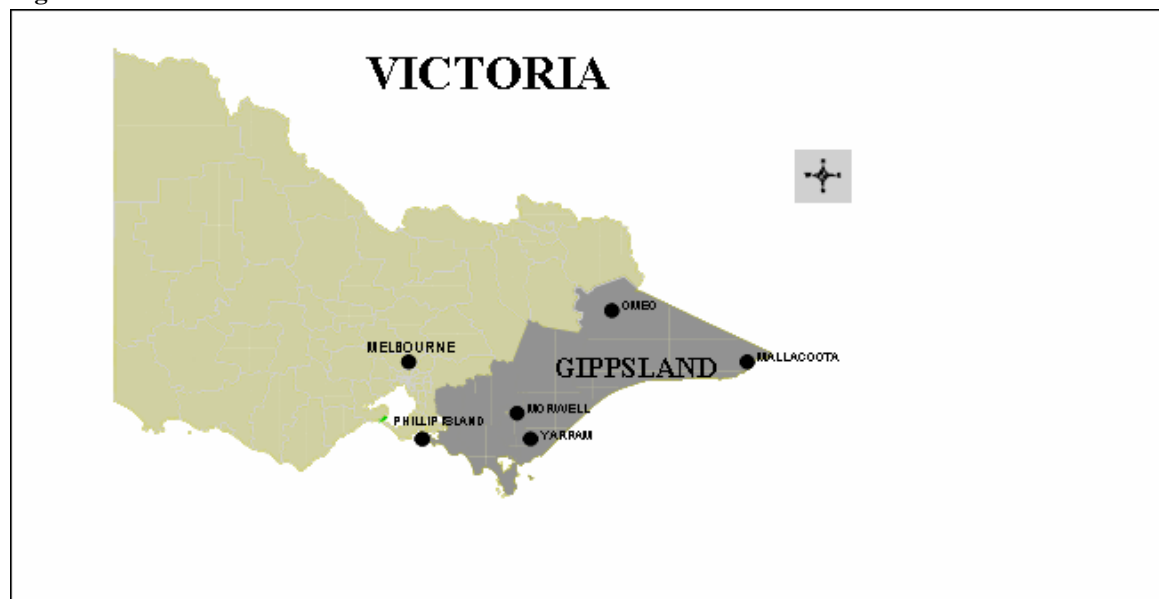 VICTORIA
OMEO
MELBOURNE
GIPPSLAND
MALLACOOTA
PHILLIP ISLAND
MORWELL
YARRAM